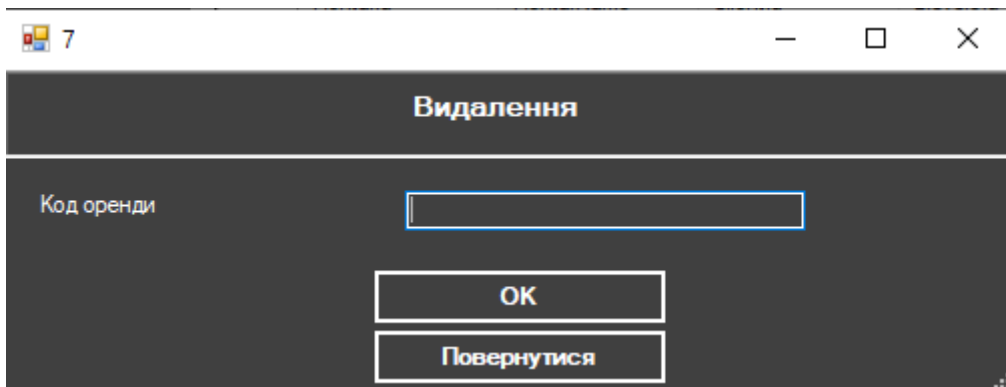 7
Видалення
Код оренди
OK
Повернутися